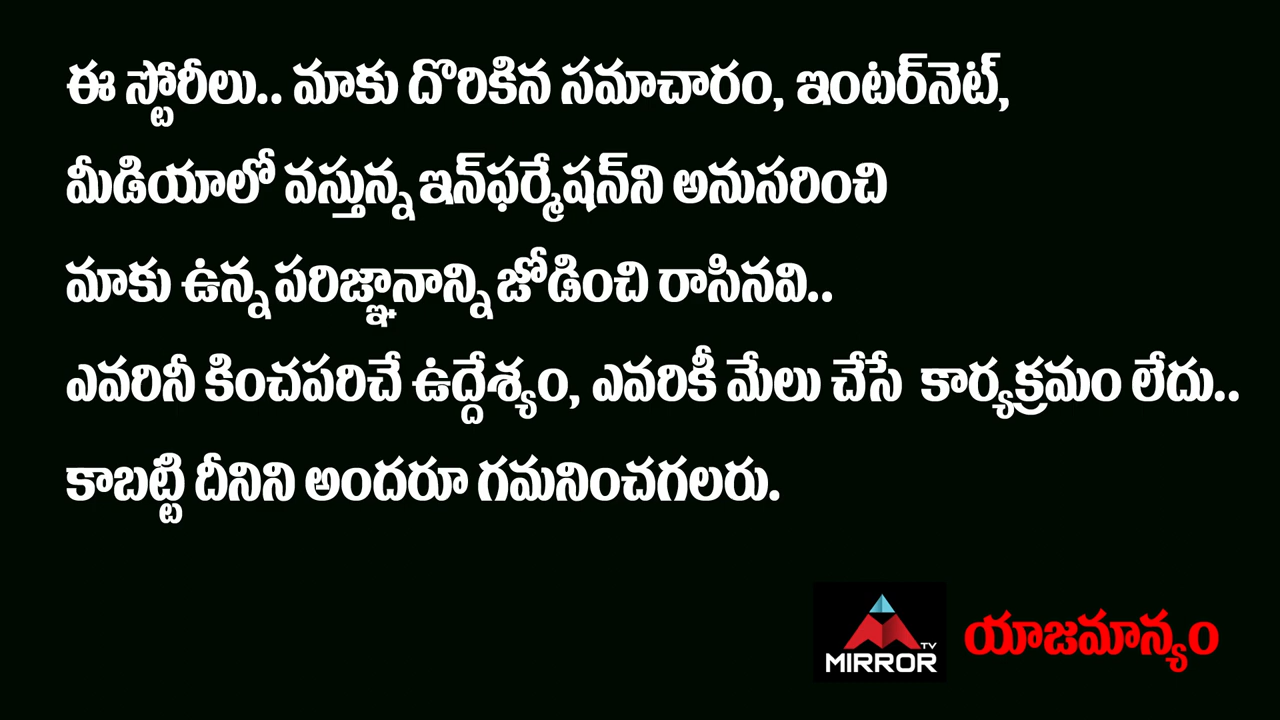 ఈ స్టోరీలు.. మాకు దొరికిన సమాచారం, ఇంటర్‌నెట్,
మీడియాలో వస్తున్న ఇన్‌ఫర్మేషన్‌ని అనుసరించి
మాకు ఉన్న పరిజ్ఞానాన్ని జోడించి రాసినవి..
ఎవరినీ కించపరిచే ఉద్దేశ్యం, ఎవరికీ మేలు చేసే కార్యక్రమం లేదు..
కాబట్టి దీనిని అందరూ గమనించగలరు.
TV
MIRROR
యాజమాన్యం